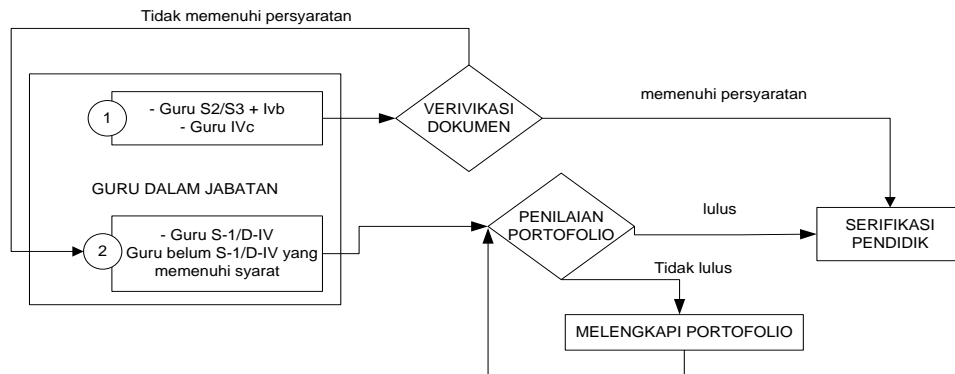 Tidak memenuhi persyaratan
1
- Guru S2/S3 + Ivb
- Guru IVc
VERIVIKASI
DOKUMEN
memenuhi persyaratan
GURU DALAM JABATAN
2
- Guru S-1/D-IV
Guru belum S-1/D-IV yang
memenuhi syarat
PENILAIAN
PORTOFOLIO
lulus
SERIFIKASI
PENDIDIK
Tidak lulus
MELENGKAPI PORTOFOLIO